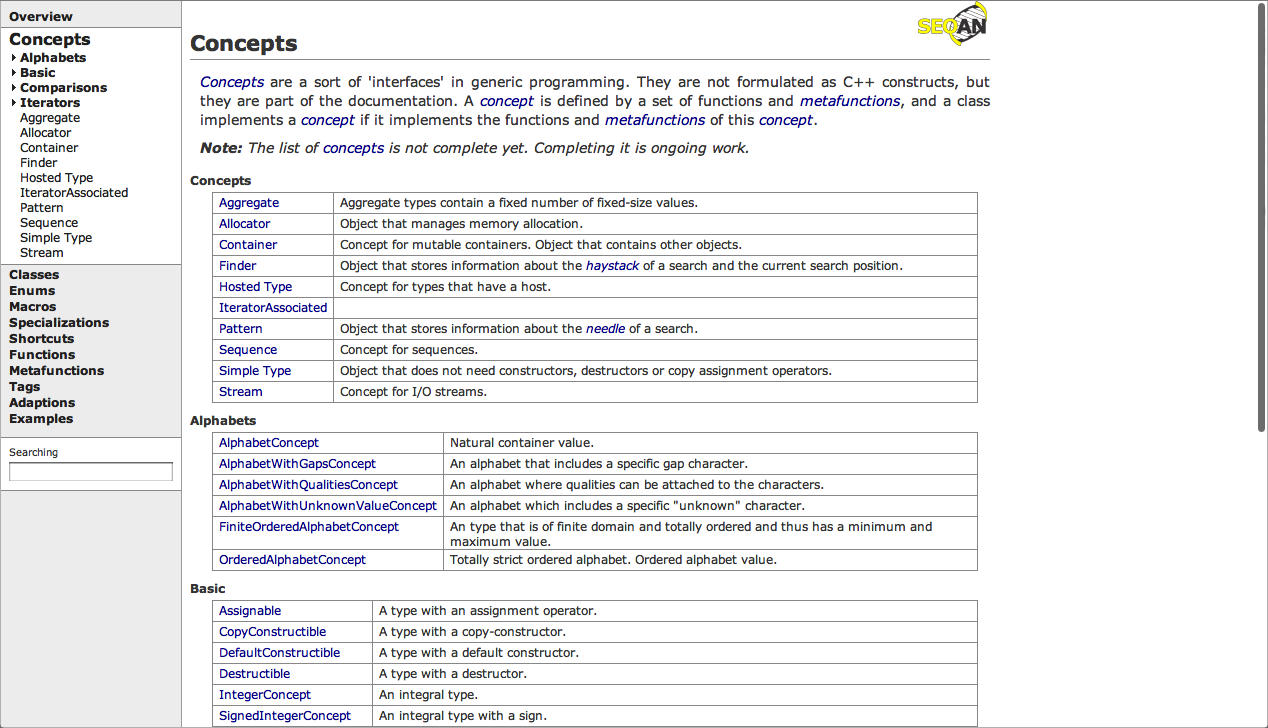 Overview
Concepts
Alphabets
Basic
Comparisons
Iterators
Aggregate
Allocator
Container
Finder
Hosted Type
IteratorAssociated
Pattern
Sequence
Simple Type
Stream
Classes
Enums
Macros
Specializations
Shortcuts
Functions
Metafunctions
Tags
Adaptions
Examples
Searching
SEQAN
Concepts
Concepts are a sort of 'interfaces' in generic programming. They are not formulated as C++ constructs, but
they are part of the documentation. A concept is defined by a set of functions and metafunctions, and a class
implements a concept if it implements the functions and metafunctions of this concept.
Note: The list of concepts is not complete yet. Completing it is ongoing work.
Concepts
Aggregate Aggregate types contain a fixed number of fixed-size values.
Allocator Object that manages memory allocation.
Container Concept for mutable containers. Object that contains other objects.
Finder Object that stores information about the haystack of a search and the current search position.
Hosted Type Concept for types that have a host.
IteratorAssociated
Pattern Object that stores information about the needle of a search.
Sequence Concept for sequences.
Simple Type Object that does not need constructors, destructors or copy assignment operators.
Stream Concept for I/O streams.
Alphabets
AlphabetConcept Natural container value.
AlphabetWithGapsConcept An alphabet that includes a specific gap character.
AlphabetWithQualitiesConcept An alphabet where qualities can be attached to the characters.
AlphabetWithUnknownValueConcept An alphabet which includes a specific "unknown" character.
FiniteOrderedAlphabetConcept An type that is of finite domain and totally ordered and thus has a minimum and
maximum value.
OrderedAlphabetConcept Totally strict ordered alphabet. Ordered alphabet value.
Basic
Assignable A type with an assignment operator.
CopyConstructible A type with a copy-constructor.
DefaultConstructible A type with a default constructor.
Destructible A type with a destructor.
IntegerConcept An integral type.
SignedIntegerConcept An integral type with a sign.